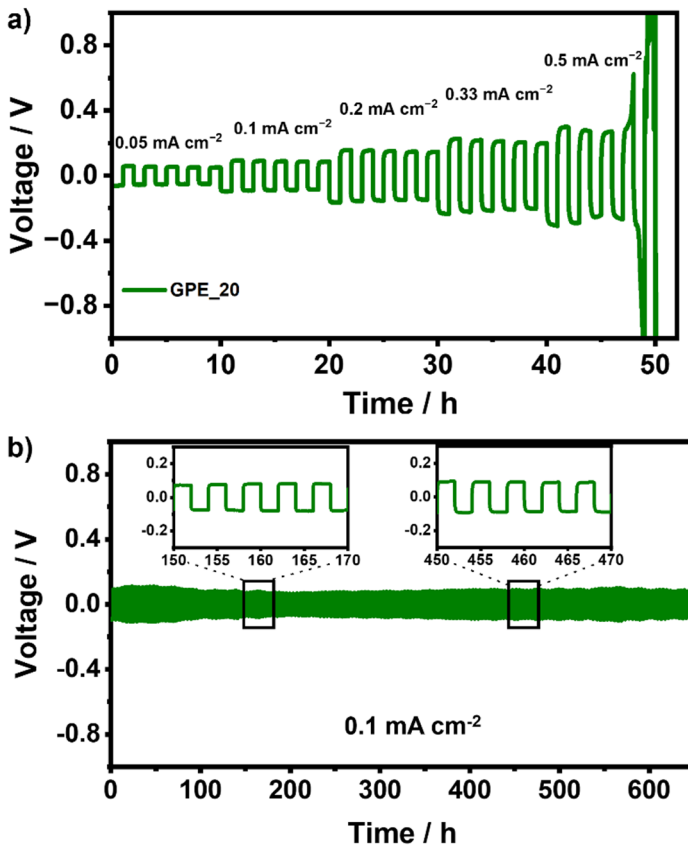 a)
Voltage / V
0.8
0.4
0.0
−0.4
−0.8
0.05 mA cm⁻²
0.1 mA cm⁻²
0.2 mA cm⁻²
0.33 mA cm⁻²
0.5 mA cm⁻²
GPE_20
0 10 20 30 40 50
Time / h
b)
Voltage / V
0.8
0.4
0.0
-0.4
-0.8
0.2
0.0
-0.2
150 155 160 165 170
0.2
0.0
-0.2
450 455 460 465 470
0.1 mA cm⁻²
0 100 200 300 400 500 600
Time / h